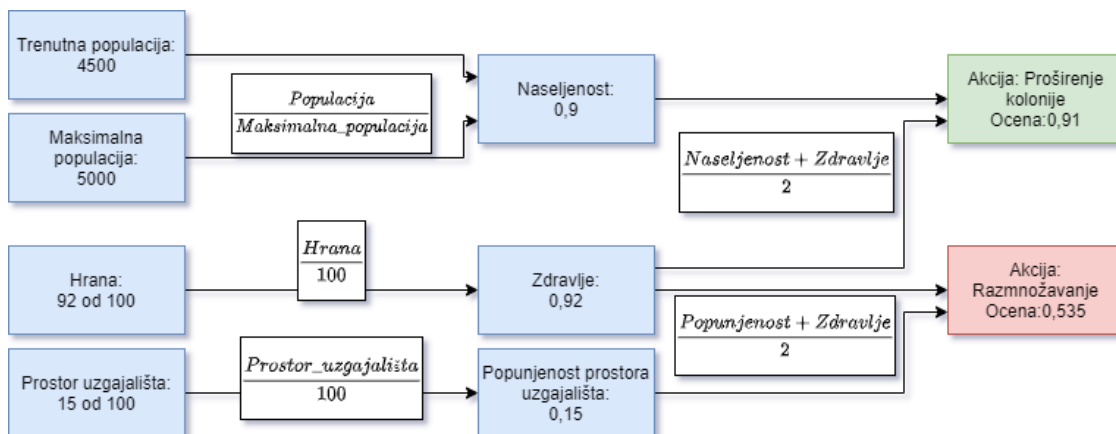 Trenutna populacija:
4500
Maksimalna
populacija:
5000
Populacija
Maksimalna_populacija
Naseljenost:
0,9
Akcija: Proširenje
kolonije
Ocena:0,91
Naseljenost + Zdravlje
2
Hrana:
92 od 100
Hrana
100
Zdravlje:
0,92
Akcija:
Razmnožavanje
Ocena:0,535
Popunjenost + Zdravlje
2
Prostor uzgajališta:
15 od 100
Prostor_uzgajališta
100
Popunjenost prostora
uzgajališta:
0,15